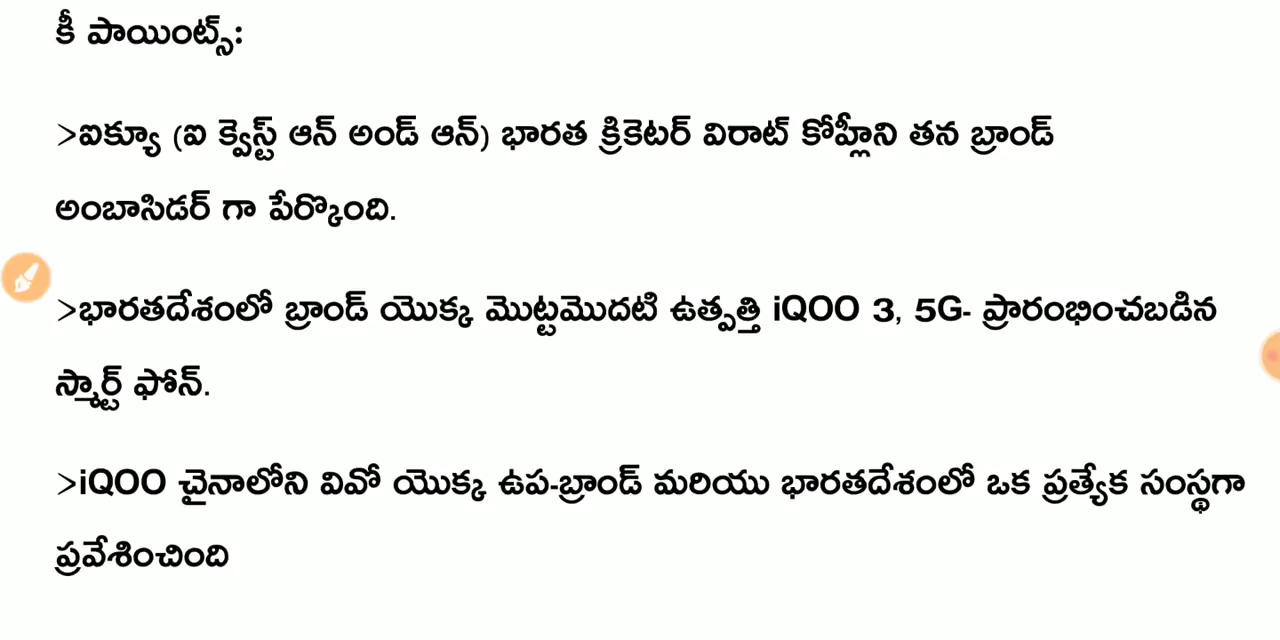 కీ పాయింట్స్:
>ఐక్యూ (ఐ క్వెస్ట్ ఆన్ అండ్ ఆన్) భారత క్రికెటర్ విరాట్ కోహ్లీని తన బ్రాండ్
అంబాసిడర్ గా పేర్కొంది.
>భారతదేశంలో బ్రాండ్ యొక్క మొట్టమొదటి ఉత్పత్తి iQOO 3, 5G- ప్రారంభించబడిన
స్మార్ట్ ఫోన్.
>iQOO చైనాలోని వివో యొక్క ఉప-బ్రాండ్ మరియు భారతదేశంలో ఒక ప్రత్యేక సంస్థగా
ప్రవేశించింది